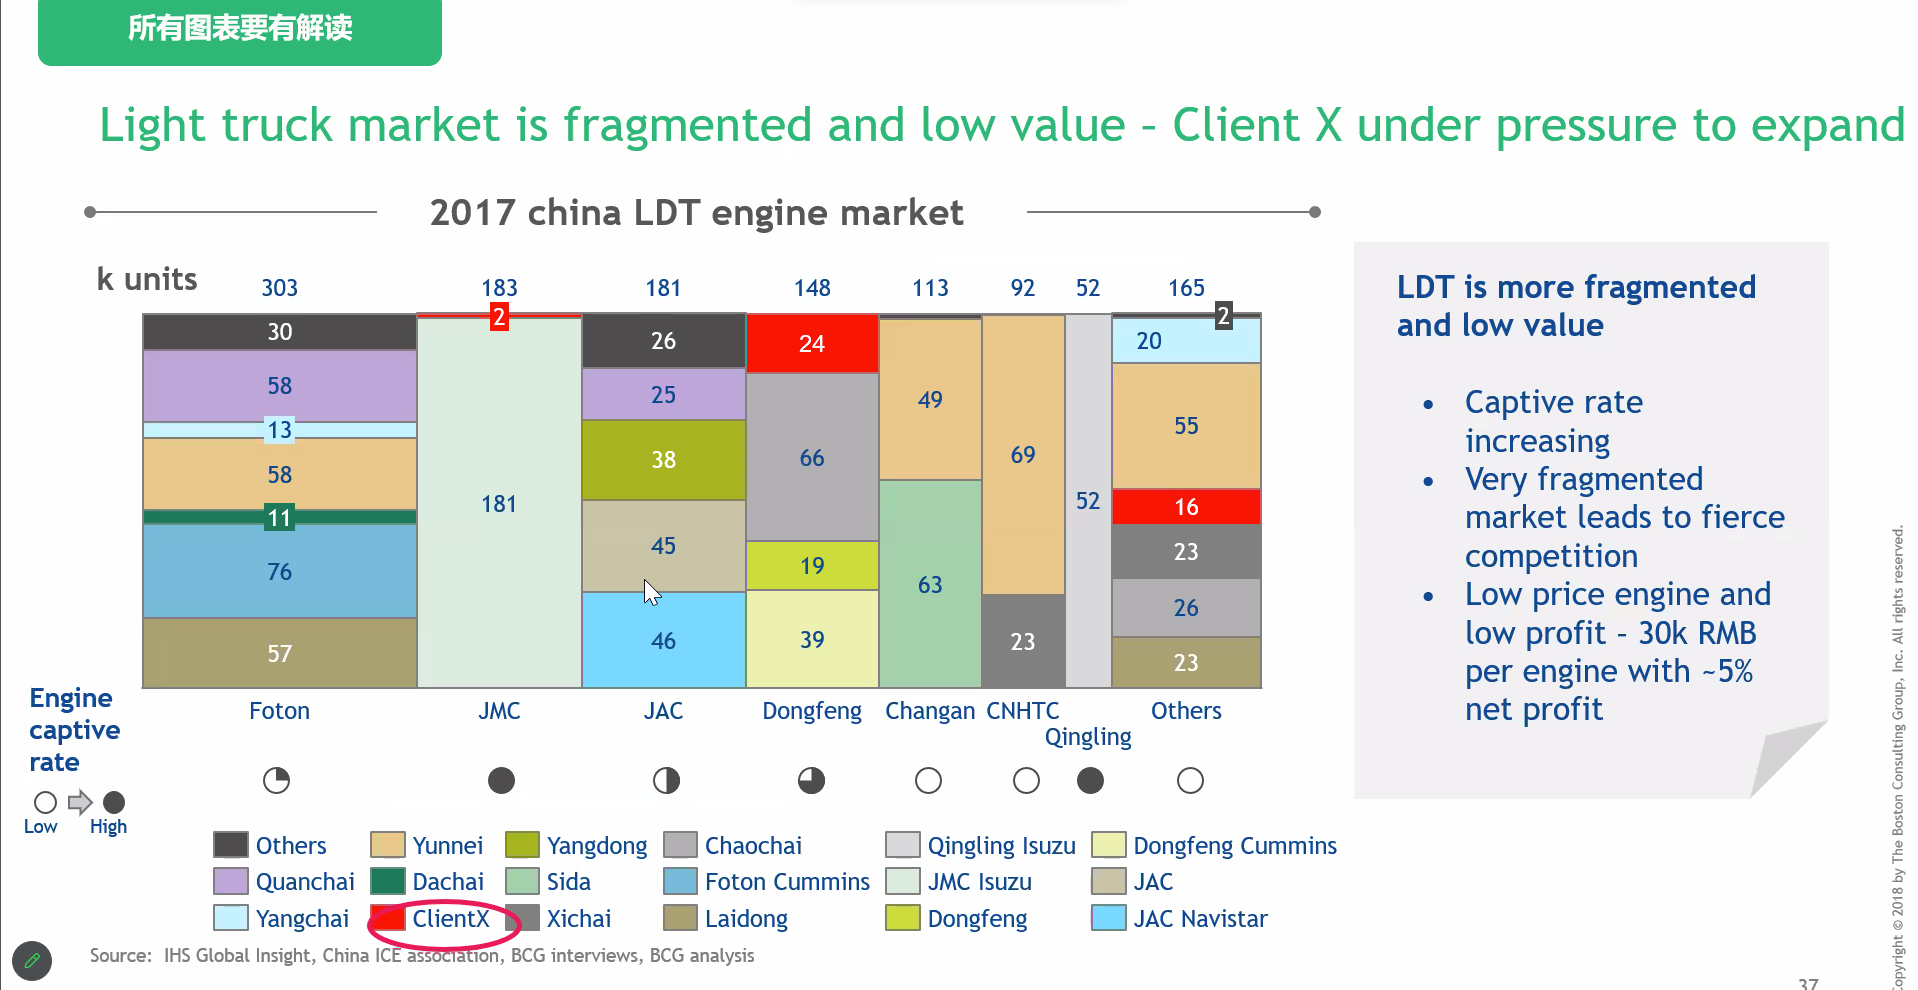 所有图表要有解读
Light truck market is fragmented and low value – Client X under pressure to expand
2017 china LDT engine market
k units
303 183 181 148 113 92 52 165
30
58
13
58
11
76
57
2
181
26
25
38
45
46
24
66
19
39
49
63
69
23
52
2
20
55
16
23
26
23
Foton JMC JAC Dongfeng Changan CNHTC Qingling Others
Engine
captive
rate
Low High
Others Yunnei Yangdong Chaochai Qingling Isuzu Dongfeng Cummins
Quanchai Dachai Sida Foton Cummins JMC Isuzu JAC
Yangchai ClientX Xichai Laidong Dongfeng JAC Navistar
LDT is more fragmented
and low value
• Captive rate
increasing
• Very fragmented
market leads to fierce
competition
• Low price engine and
low profit – 30k RMB
per engine with ~5%
net profit
Source: IHS Global Insight, China ICE association, BCG interviews, BCG analysis
Copyright © 2018 by The Boston Consulting Group, Inc. All rights reserved.
37